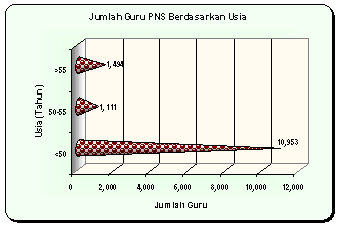 Jumlah Guru PNS Berdasarkan Usia
Usia (Tahun)
>55
1,494
50-55
1,111
<50
10,953
0 2,000 4,000 6,000 8,000 10,000 12,000
Jumlah Guru